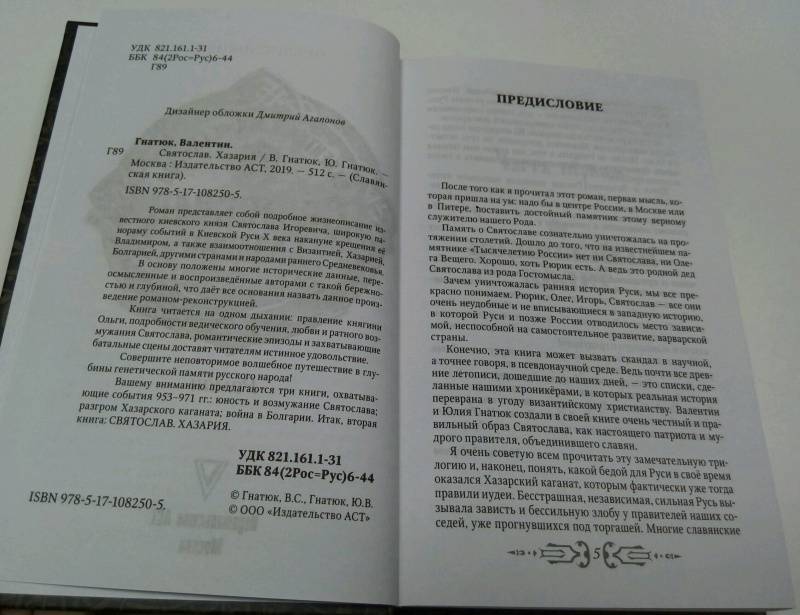 УДК 821.161.1-31
ББК 84(2Рос=Рус)6-44
Г89
Дизайнер обложки Дмитрий Агапонов
Гнатюк, Валентин.
Г89 Святослав. Хазария / В. Гнатюк, Ю. Гнатюк. —
Москва : Издательство АСТ, 2019. — 512 с. — (Славян-
ская книга).
ISBN 978-5-17-108250-5.
Роман представляет собой подробное жизнеописание из-
вестного киевского князя Святослава Игоревича, широкую па-
нораму событий в Киевской Руси X века накануне крещения её
Владимиром, а также взаимоотношения с Византией, Хазарией,
Болгарией, другими странами и народами раннего Средневековья.
В основу положены многие исторические данные, пере-
осмысленные и воспроизведённые авторами с такой бережно-
стью и глубиной, что даёт все основания назвать данное произ-
ведение романом-реконструкцией.
Книга читается на одном дыхании: правление княгини
Ольги, подробности ведического обучения, любви и ратного воз-
мужания Святослава, романтические эпизоды и захватывающие
батальные сцены доставят читателям истинное удовольствие.
Совершите неповторимое волшебное путешествие в глу-
бины генетической памяти русского народа!
Вашему вниманию предлагаются три книги, охватыва-
ющие события 953–971 гг.: юность и возмужание Святослава;
разгром Хазарского каганата; война в Болгарии. Итак, вторая
книга: СВЯТОСЛАВ. ХАЗАРИЯ.
УДК 821.161.1-31
ББК 84(2Рос=Рус)6-44
© Гнатюк, В.С., Гнатюк, Ю.В.
ISBN 978-5-17-108250-5. © ООО «Издательство АСТ»
ПРЕДИСЛОВИЕ
После того как я прочитал этот роман, первая мысль, ко-
торая пришла на ум: надо бы в центре России, в Москве или
в Питере, поставить достойный памятник этому верному
служителю нашего Рода.
Память о Святославе сознательно уничтожалась на про-
тяжении столетий. Дошло до того, что на известнейшем па-
мятнике «Тысячелетию России» нет ни Святослава, ни Оле-
га Вещего. Хорошо, хоть Рюрик есть. А ведь это родной дед
Святослава из рода Гостомысла.
Зачем уничтожалась ранняя история Руси, мы все пре-
красно понимаем. Рюрик, Олег, Игорь, Святослав — все они
очень неудобные и не вписывающиеся в западную историю,
в которой Руси и позже России отводилось место зависи-
мой, неспособной на самостоятельное развитие, варварской
страны.
Конечно, эта книга может вызвать скандал в научной,
а точнее говоря, в псевдонаучной среде. Ведь почти все древ-
ние летописи, дошедшие до наших дней, — это списки, сде-
ланные нашими хроникёрами, в которых реальная история
переврана в угоду византийскому христианству. Валентин
и Юлия Гнатюк создали в своей книге очень честный и пра-
вильный образ Святослава, как настоящего патриота и му-
дрого правителя, объединившего славян.
Я очень советую всем прочитать эту замечательную три-
логию и, наконец, понять, какой бедой для Руси в своё время
оказался Хазарский каганат, которым фактически уже тогда
правили иудеи. Бесстрашная, независимая, сильная Русь вы-
зывала зависть и бессильную злобу у правителей наших со-
седей, уже прогнувшихся под торгашей. Многие славянские
5